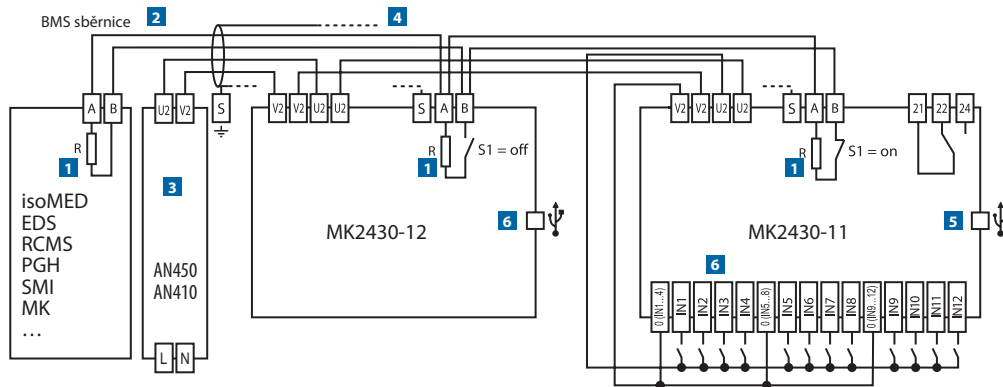 BMS sběrnice 2 4
A B U2 V2 S V2 V2 U2 U2 S A B V2 V2 U2 U2 S A B 21 22 24
R R S1 = off R S1 = on
1 1 1
3
isoMED
EDS
RCMS
PGH
SMI
MK
...
AN450
AN410
MK2430-12
6
MK2430-11
5
6
0 (IN1...4) IN1 IN2 IN3 IN4 0 (IN5...8) IN5 IN6 IN7 IN8 0 (IN9...12) IN9 IN10 IN11 IN12
L N